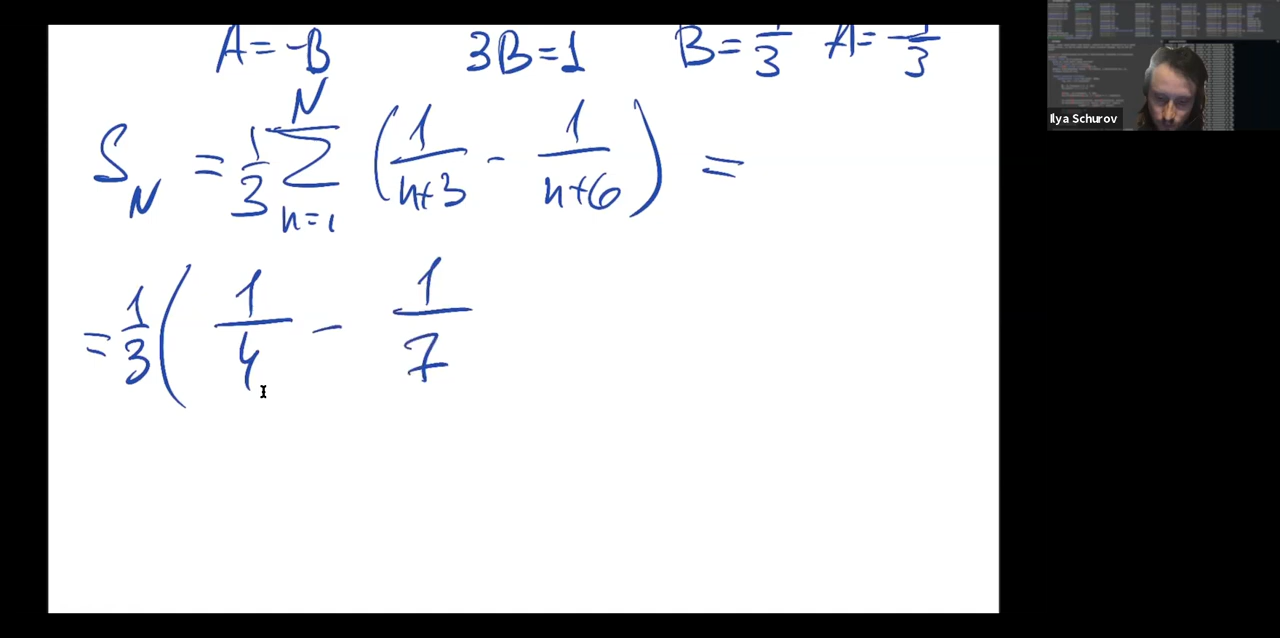 A = -B 3B = 1 B = 1/3 A = -1/3
S_N = 1/3 \sum_{n=1}^{N} ( 1/(n+3) - 1/(n+6) ) =
= 1/3 ( 1/4 - 1/7
Ilya Schurov